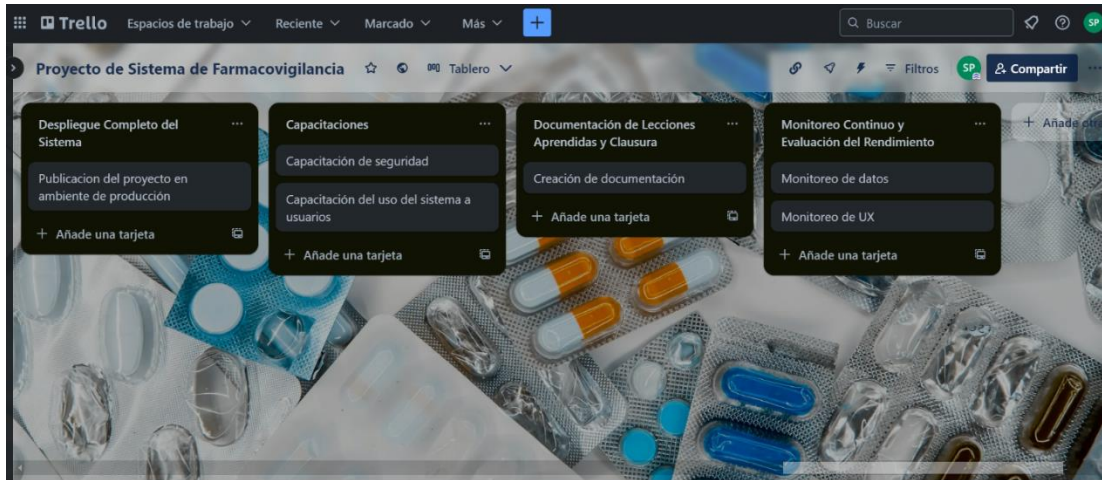 Trello
Espacios de trabajo
Reciente
Marcado
Más
Buscar
SP
Proyecto de Sistema de Farmacovigilancia
Tablero
Filtros
SP
Compartir
Despliegue Completo del
Sistema
Publicacion del proyecto en
ambiente de producción
+ Añade una tarjeta
Capacitaciones
Capacitación de seguridad
Capacitación del uso del sistema a
usuarios
+ Añade una tarjeta
Documentación de Lecciones
Aprendidas y Clausura
Creación de documentación
+ Añade una tarjeta
Monitoreo Continuo y
Evaluación del Rendimiento
Monitoreo de datos
Monitoreo de UX
+ Añade una tarjeta
+ Añade otra